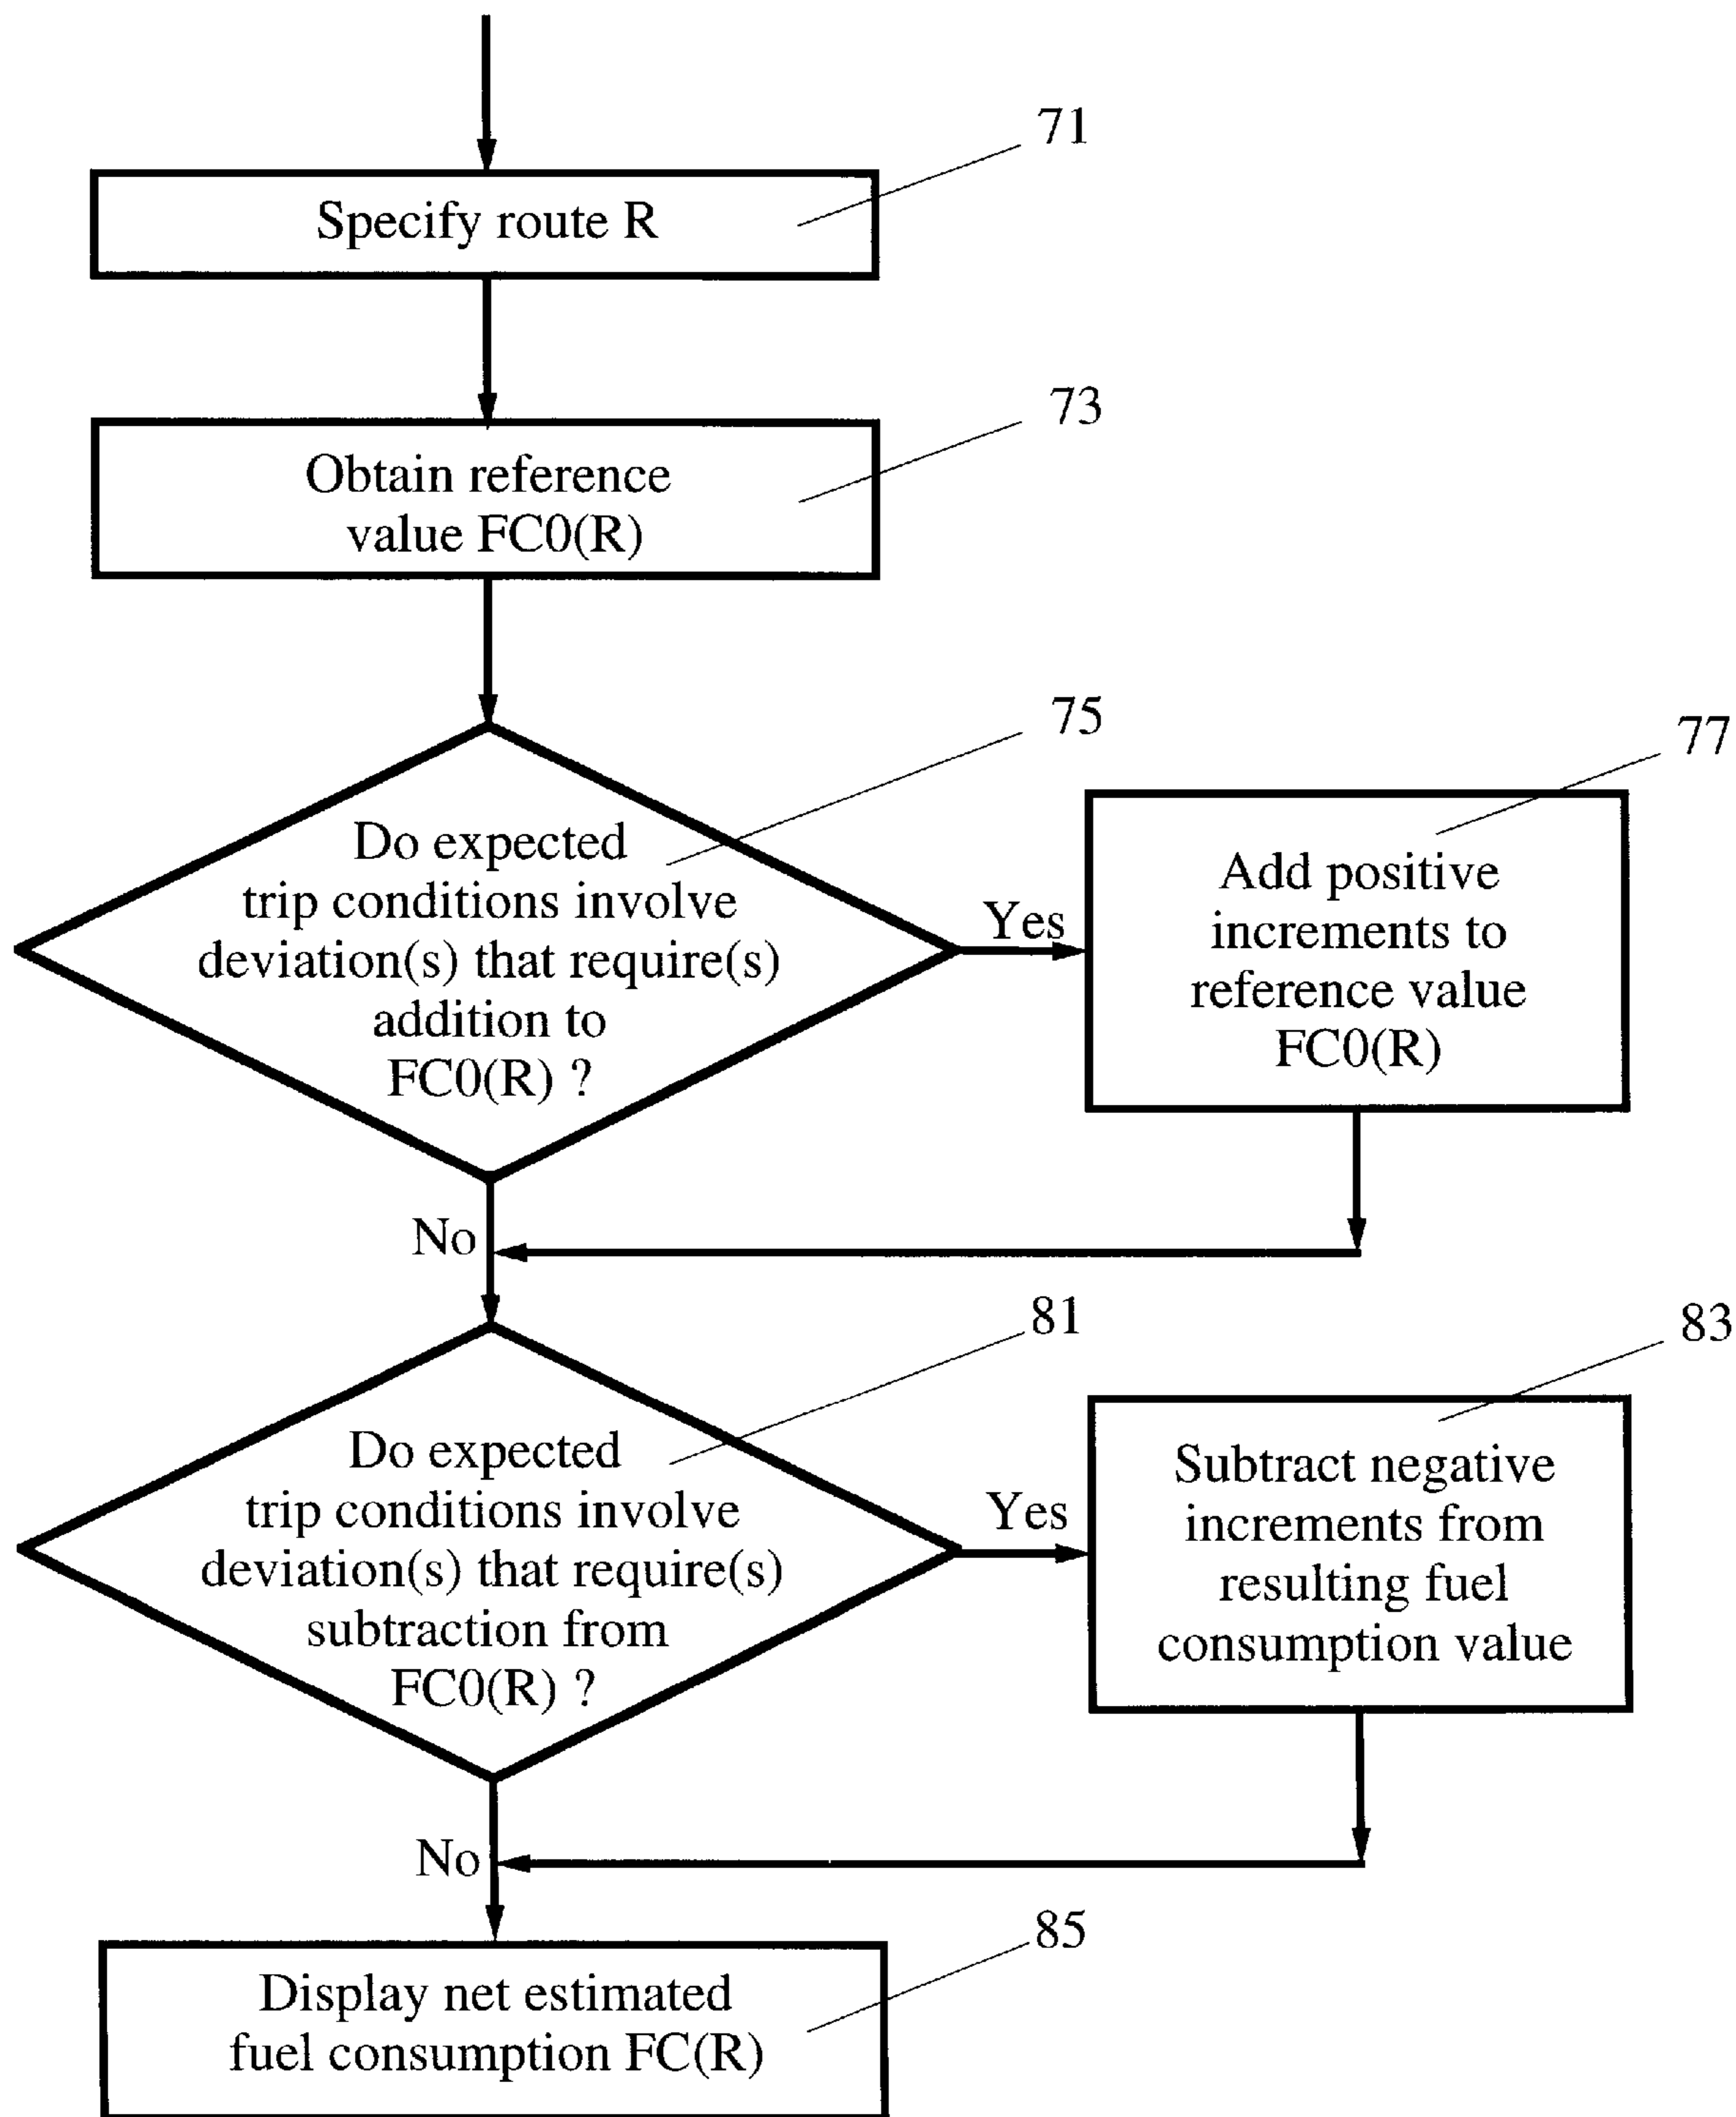 71
Specify route R
73
Obtain reference
value FC0(R)
75
Do expected
trip conditions involve
deviation(s) that require(s)
addition to
FC0(R) ?
Yes
77
Add positive
increments to
reference value
FC0(R)
No
81
Do expected
trip conditions involve
deviation(s) that require(s)
subtraction from
FC0(R) ?
Yes
83
Subtract negative
increments from
resulting fuel
consumption value
No
85
Display net estimated
fuel consumption FC(R)